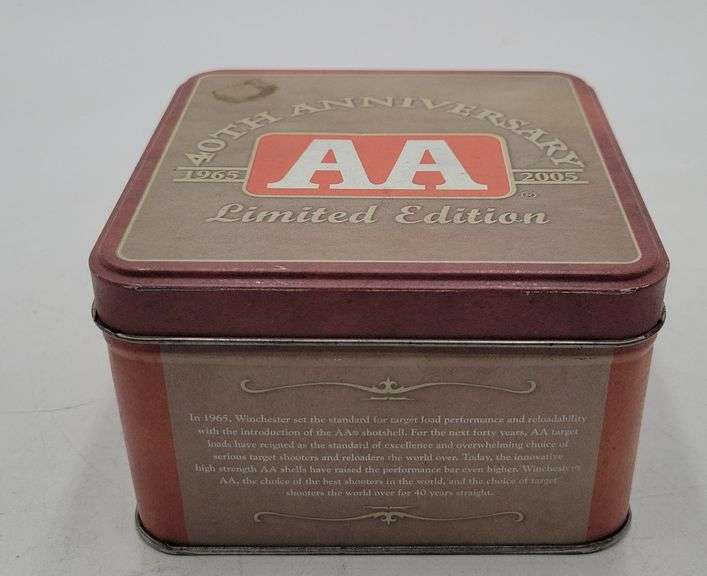 40TH ANNIVERSARY
1965 AA 2005
Limited Edition
In 1965, Winchester set the standard for target load performance and reloadability
with the introduction of the AA® shotshell. For the next forty years, AA target
loads have reigned as the standard of excellence and overwhelming choice of
serious target shooters and reloaders the world over. Today, the innovative
high strength AA shells have raised the performance bar even higher. Winchester®
AA, the choice of the best shooters in the world, and the choice of target
shooters the world over for 40 years straight.